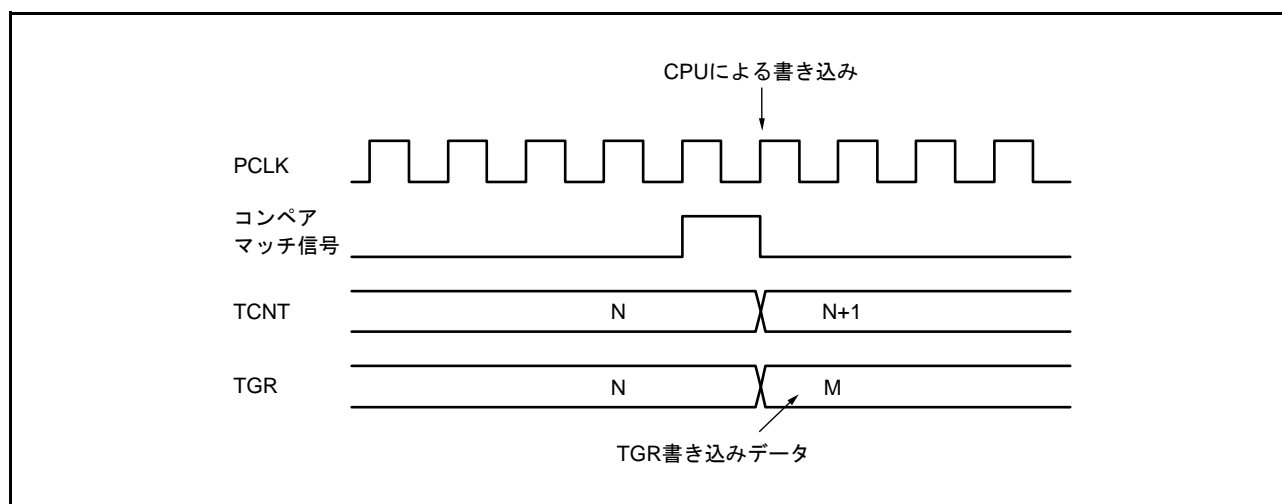 CPUによる書き込み
PCLK
コンペア
マッチ信号
TCNT
N
N+1
TGR
N
M
TGR書き込みデータ